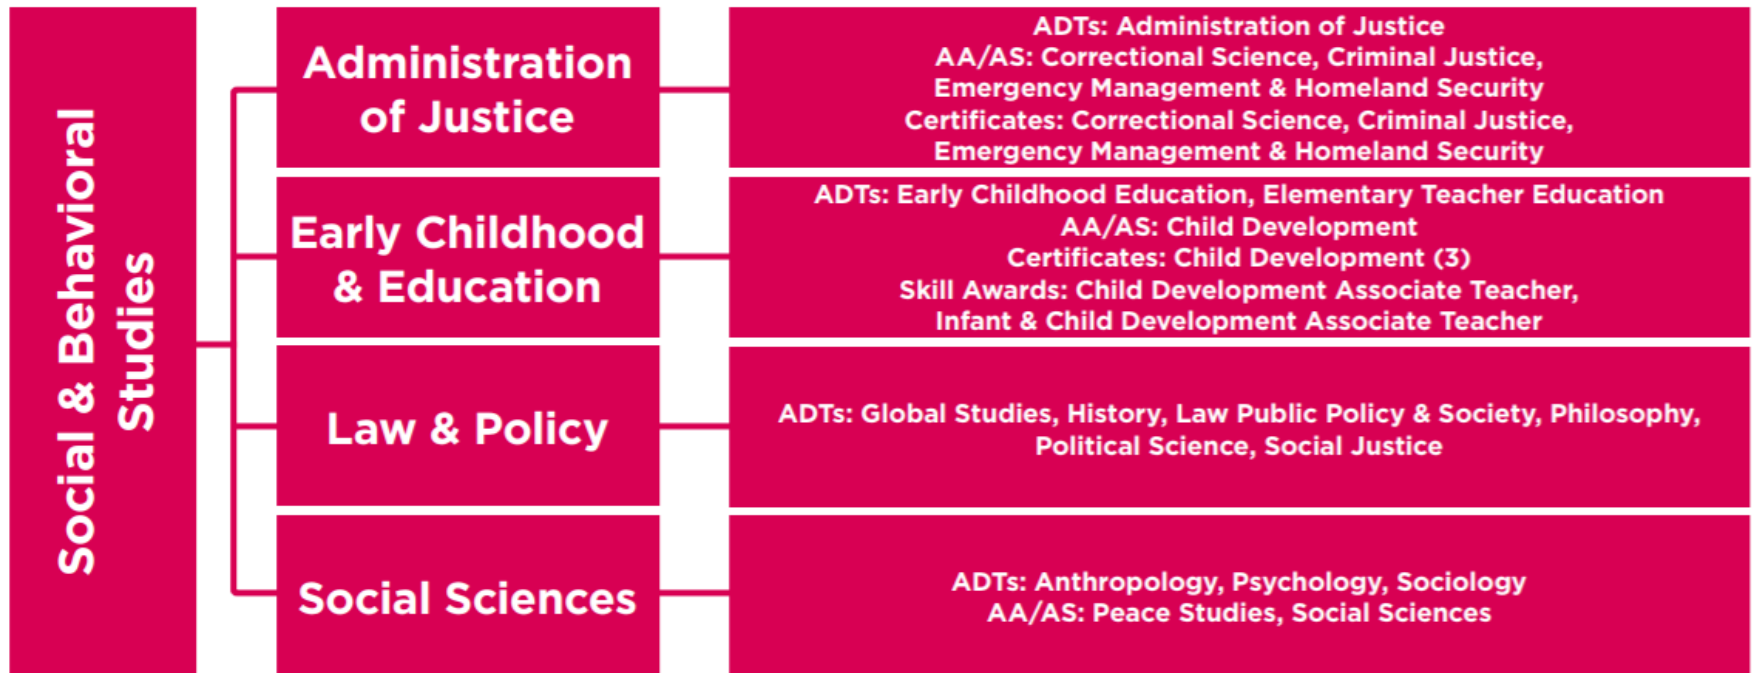 Social & Behavioral
Studies
Administration
of Justice
ADTs: Administration of Justice
AA/AS: Correctional Science, Criminal Justice,
Emergency Management & Homeland Security
Certificates: Correctional Science, Criminal Justice,
Emergency Management & Homeland Security
Early Childhood
& Education
ADTs: Early Childhood Education, Elementary Teacher Education
AA/AS: Child Development
Certificates: Child Development (3)
Skill Awards: Child Development Associate Teacher,
Infant & Child Development Associate Teacher
Law & Policy
ADTs: Global Studies, History, Law Public Policy & Society, Philosophy,
Political Science, Social Justice
Social Sciences
ADTs: Anthropology, Psychology, Sociology
AA/AS: Peace Studies, Social Sciences